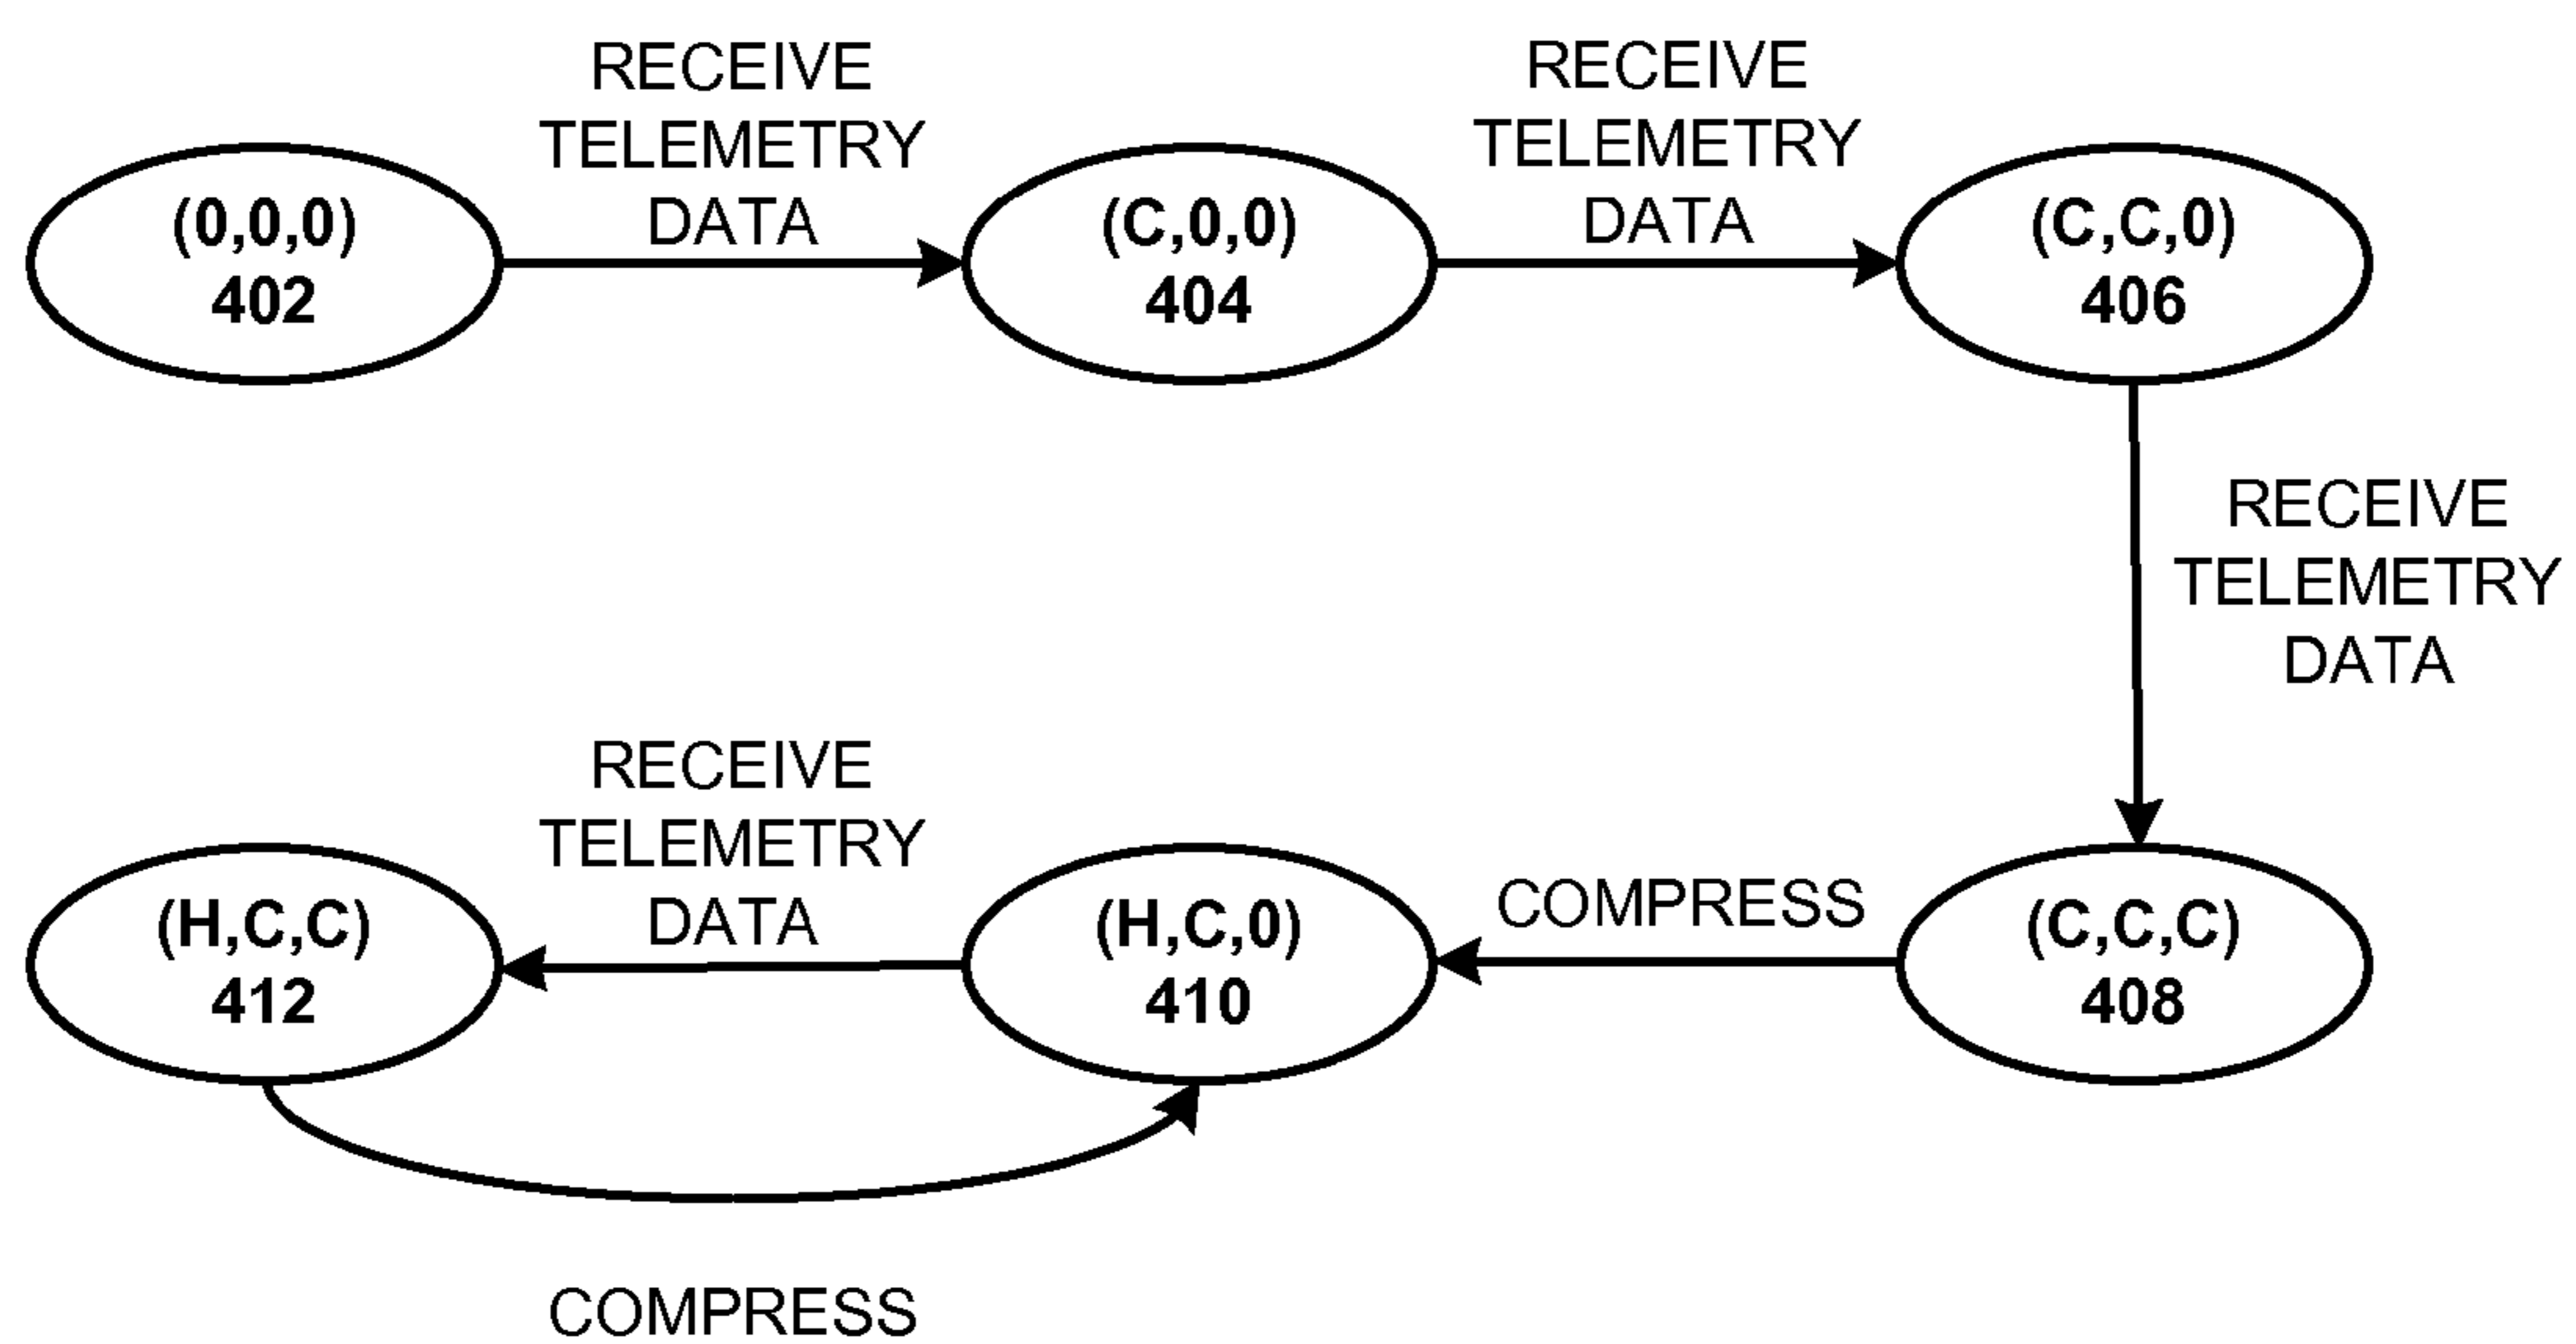 RECEIVE
TELEMETRY
DATA
RECEIVE
TELEMETRY
DATA
(0,0,0)
402
(C,0,0)
404
(C,C,0)
406
RECEIVE
TELEMETRY
DATA
RECEIVE
TELEMETRY
DATA
COMPRESS
(H,C,C)
412
(H,C,0)
410
(C,C,C)
408
COMPRESS